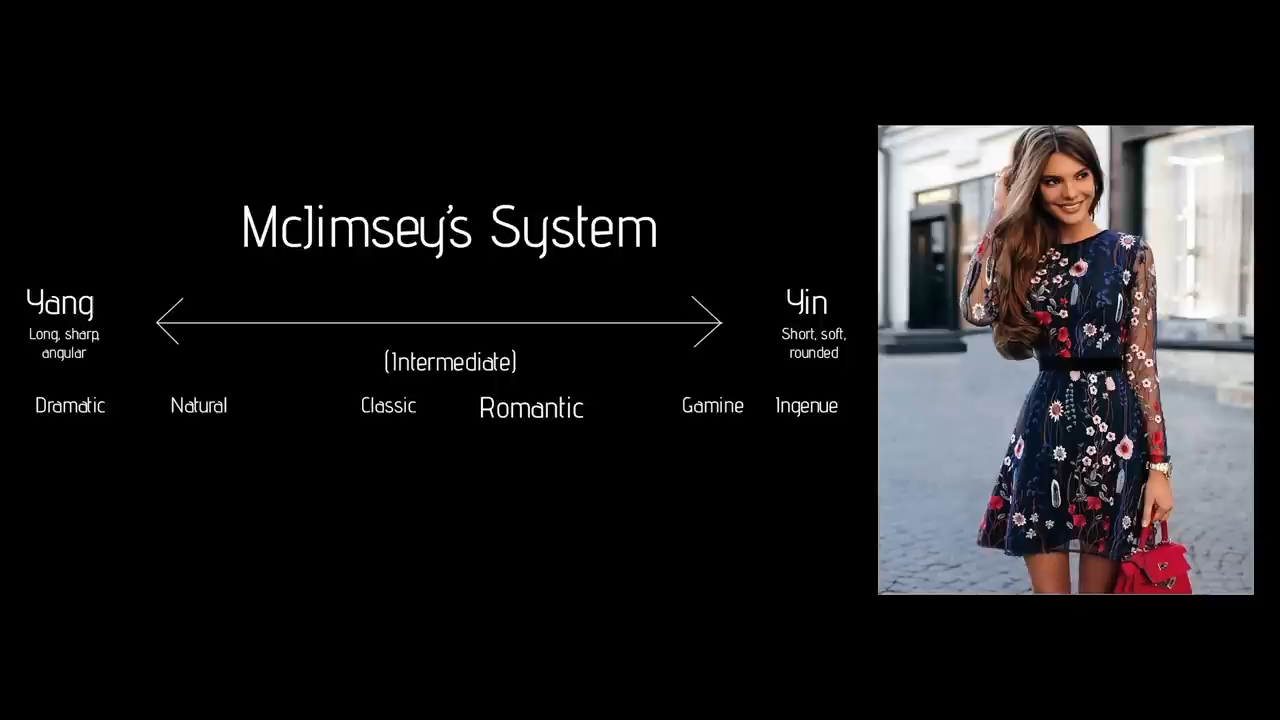 McJimsey's System
Yang
Long, sharp,
angular
Yin
Short, soft,
rounded
(Intermediate)
Dramatic Natural Classic Romantic Gamine Ingenue